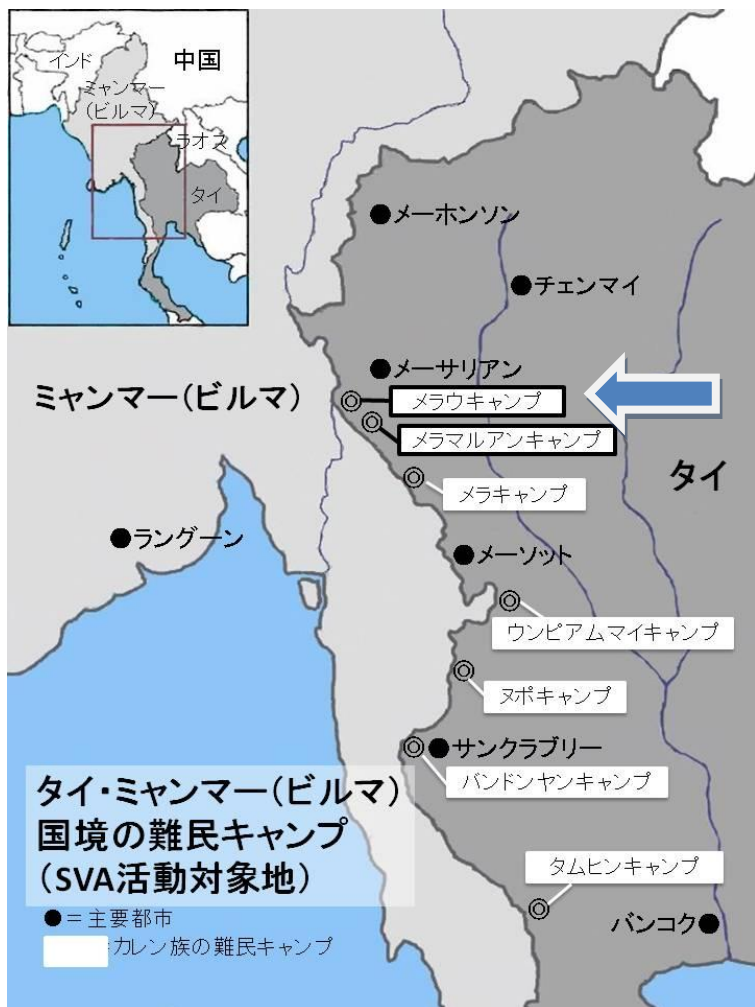 インド
中国
ミャンマー
(ビルマ)
ラオス
タイ
メーホンソン
チェンマイ
メーサリアン
ミャンマー(ビルマ)
メラウキャンプ
メラマルアンキャンプ
メラキャンプ
タイ
ラングーン
メーソット
ウンピアムマイキャンプ
ヌポキャンプ
サンクラブリー
バンドンヤンキャンプ
タイ・ミャンマー(ビルマ)
国境の難民キャンプ
(SVA活動対象地)
タムヒンキャンプ
バンコク
●=主要都市
カレン族の難民キャンプ